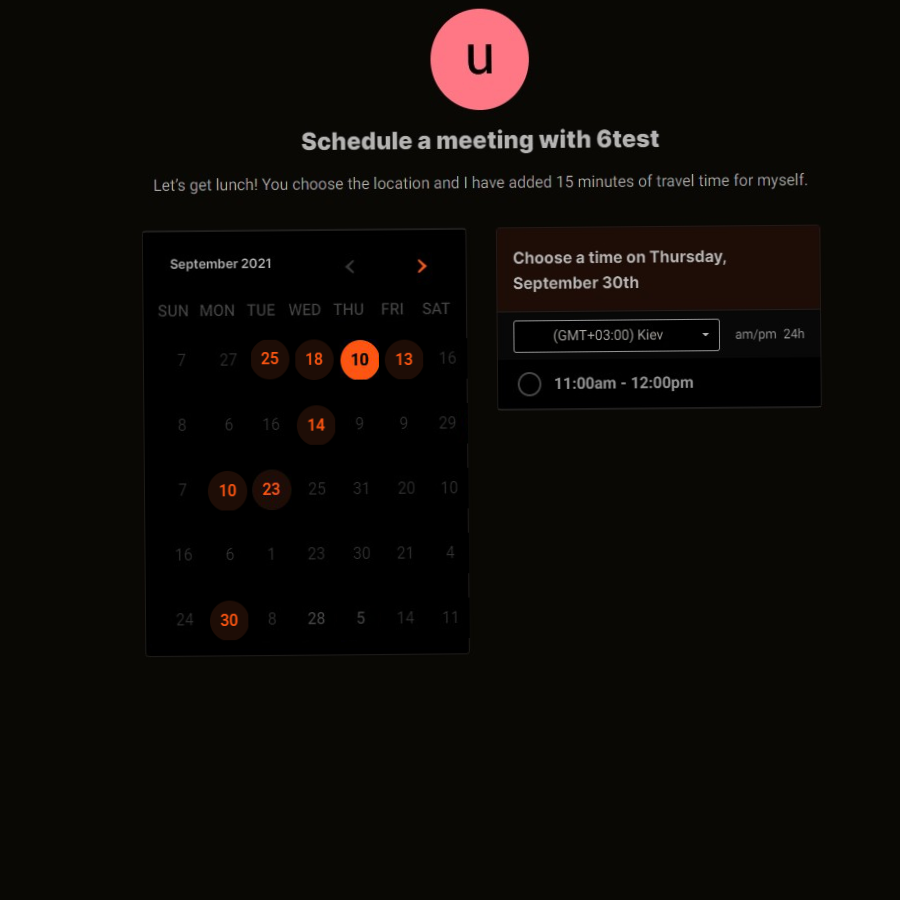 u
Schedule a meeting with 6test
Let's get lunch! You choose the location and I have added 15 minutes of travel time for myself.
September 2021
SUN MON TUE WED THU FRI SAT
7 27 25 18 10 13 16
8 6 16 14 9 9 29
7 10 23 25 31 20 10
16 6 1 23 30 21 4
24 30 8 28 5 14 11
Choose a time on Thursday,
September 30th
(GMT+03:00) Kiev am/pm 24h
11:00am - 12:00pm